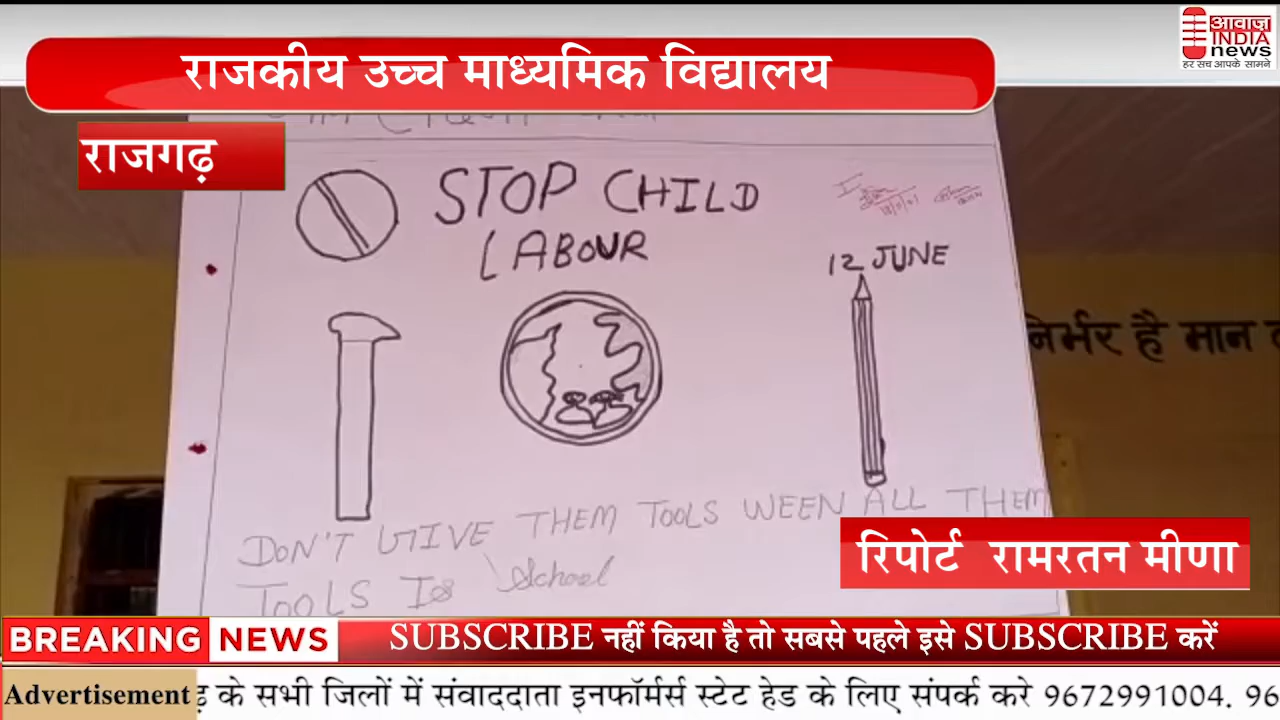 आवाज़
INDIA
news
हर सच आपके सामने
राजकीय उच्च माध्यमिक विद्यालय
राजगढ़
STOP CHILD
LABOUR
12 JUNE
निर्भर है मान
DON'T GIVE THEM TOOLS WEEN ALL THEM
TOOLS IS School
रिपोर्ट रामरतन मीणा
BREAKING NEWS
SUBSCRIBE नहीं किया है तो सबसे पहले इसे SUBSCRIBE करें
Advertisement
के सभी जिलों में संवाददाता इनफॉर्मर्स स्टेट हेड के लिए संपर्क करे 9672991004. 96